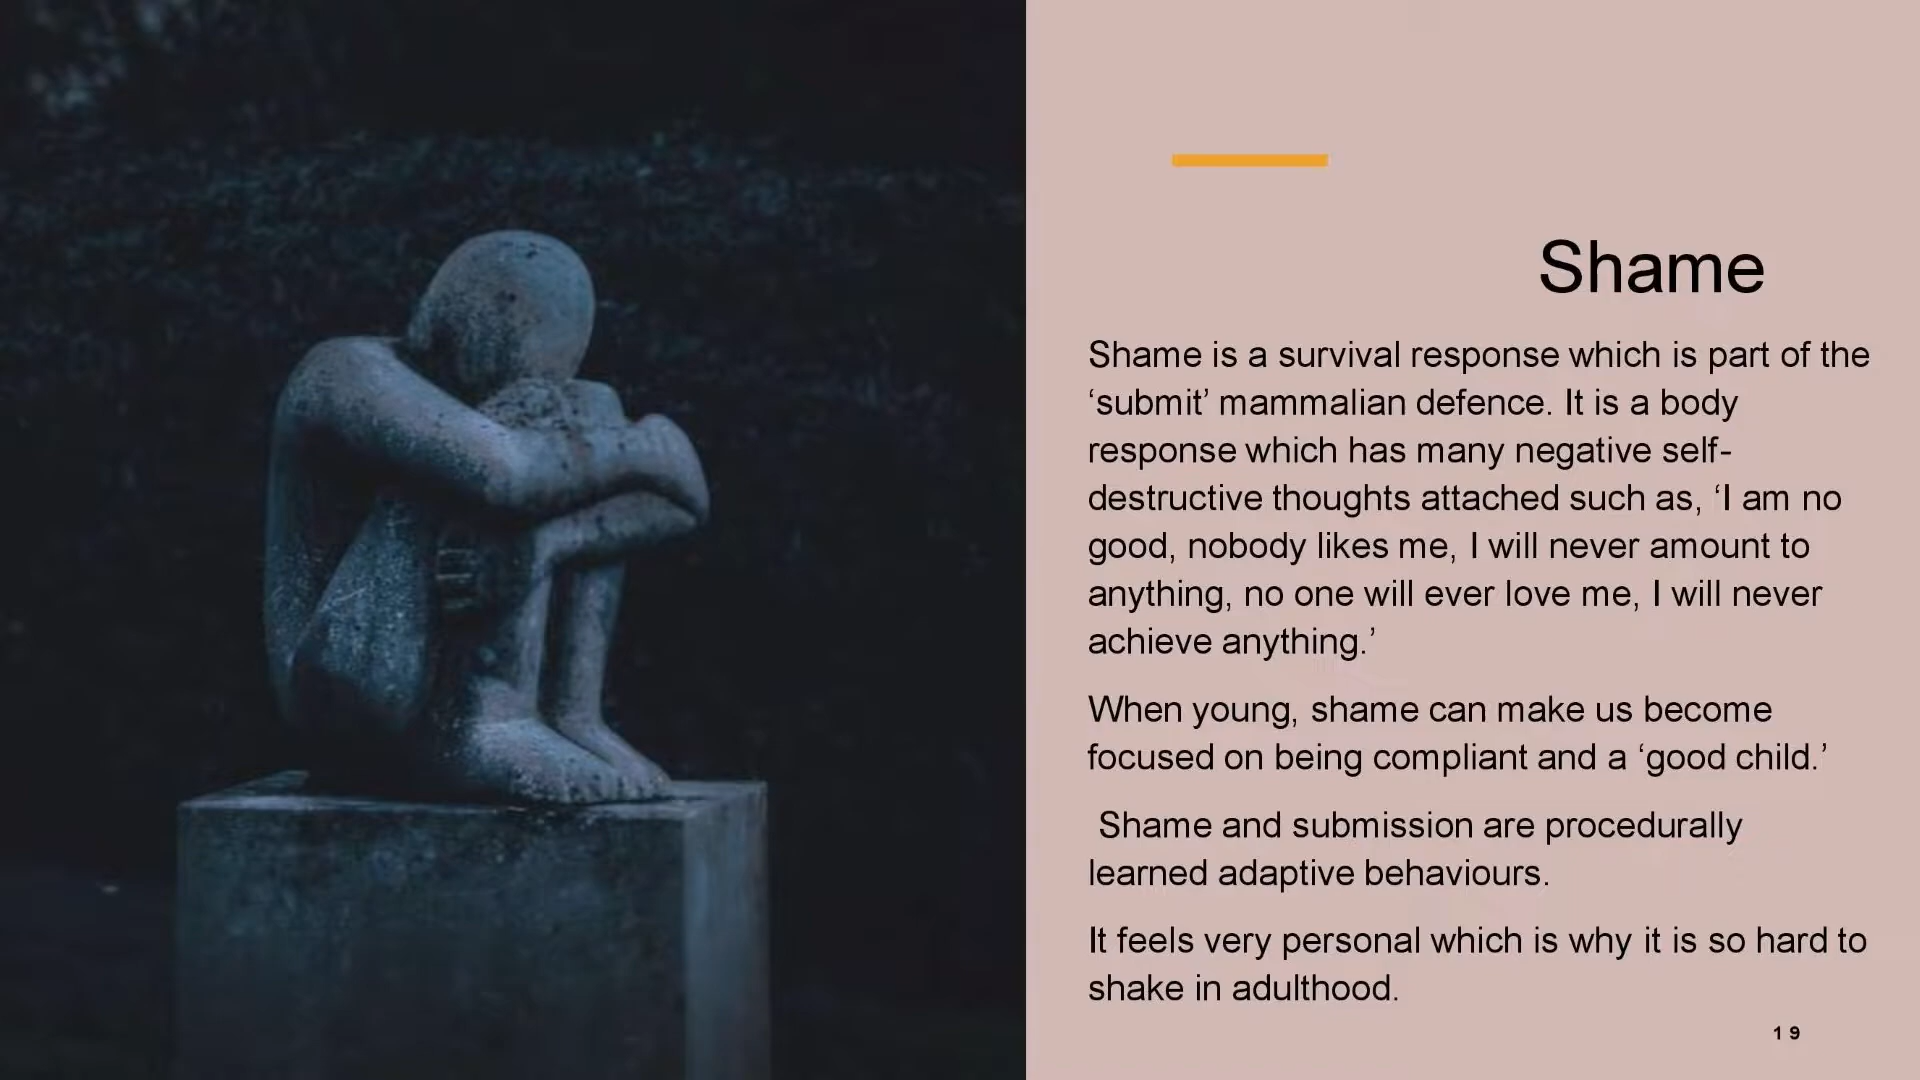 Shame
Shame is a survival response which is part of the
‘submit’ mammalian defence. It is a body
response which has many negative self-
destructive thoughts attached such as, ‘I am no
good, nobody likes me, I will never amount to
anything, no one will ever love me, I will never
achieve anything.’
When young, shame can make us become
focused on being compliant and a ‘good child.’
Shame and submission are procedurally
learned adaptive behaviours.
It feels very personal which is why it is so hard to
shake in adulthood.
19